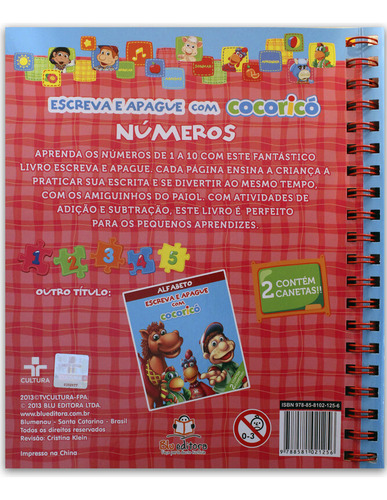 ESCREVA E APAGUE COM COCORICÓ
NÚMEROS
APRENDA OS NÚMEROS DE 1 A 10 COM ESTE FANTÁSTICO
LIVRO ESCREVA E APAGUE. CADA PÁGINA ENSINA A CRIANÇA A
PRATICAR SUA ESCRITA E SE DIVERTIR AO MESMO TEMPO,
COM OS AMIGUINHOS DO PAIOL. COM ATIVIDADES DE
ADIÇÃO E SUBTRAÇÃO, ESTE LIVRO É PERFEITO
PARA OS PEQUENOS APRENDIZES.
1 2 3 4 5
OUTRO TÍTULO:
ALFABETO
ESCREVA E APAGUE
COM
COCORICÓ
2 CONTÉM
CANETAS!!
CULTURA
2013©TVCULTURA-FPA.
© 2013 BLU EDITORA LTDA.
www.blueditora.com.br
Blumenau - Santa Catarina - Brasil
Todos os direitos reservados
Revisão: Cristina Klein
Impresso na China
Blu editora
0-3
ISBN 978-85-8102-125-6
9 788581 021256